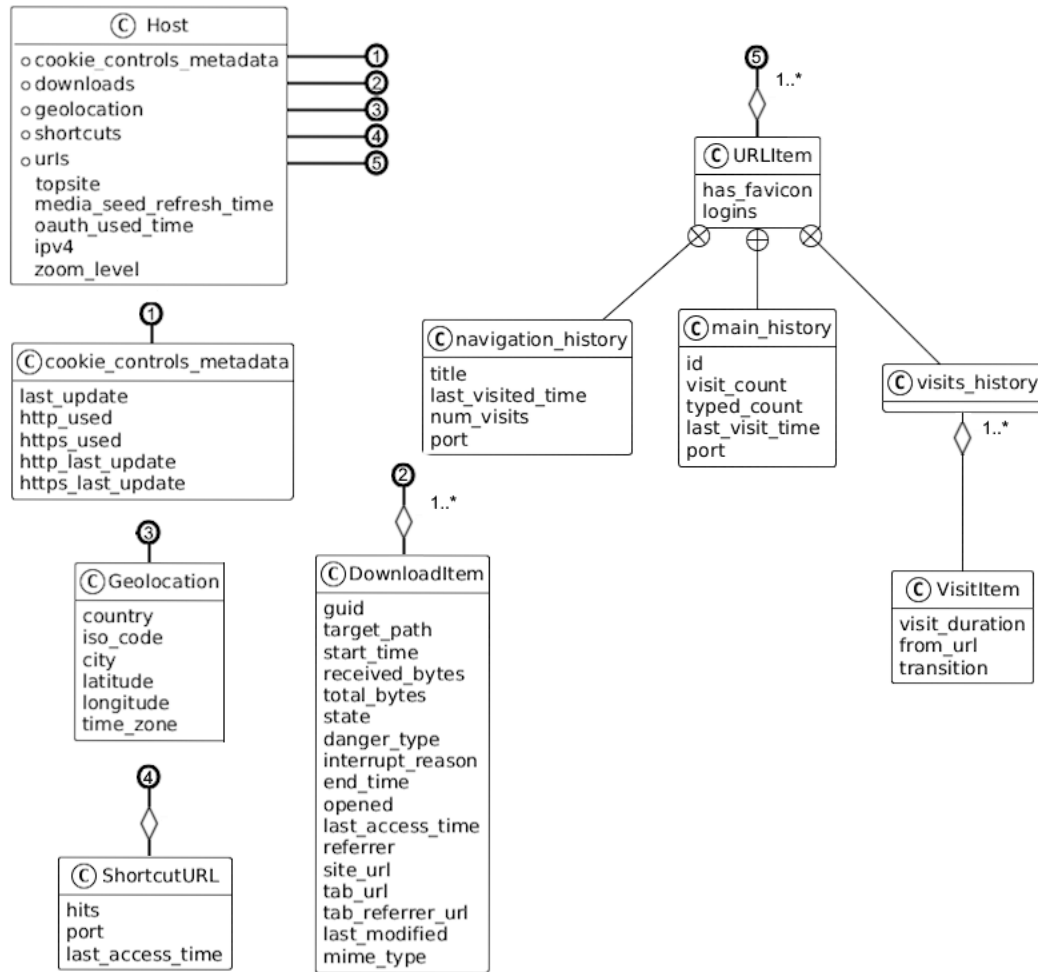 C Host
cookie_controls_metadata
downloads
geolocation
shortcuts
urls
topsite
media_seed_refresh_time
oauth_used_time
ipv4
zoom_level
1
2
3
4
5
1
C cookie_controls_metadata
last_update
http_used
https_used
http_last_update
https_last_update
3
C Geolocation
country
iso_code
city
latitude
longitude
time_zone
4
C ShortcutURL
hits
port
last_access_time
2
1..*
C DownloadItem
guid
target_path
start_time
received_bytes
total_bytes
state
danger_type
interrupt_reason
end_time
opened
last_access_time
referrer
site_url
tab_url
tab_referrer_url
last_modified
mime_type
5
1..*
C URLItem
has_favicon
logins
C navigation_history
title
last_visited_time
num_visits
port
C main_history
id
visit_count
typed_count
last_visit_time
port
C visits_history
1..*
C VisitItem
visit_duration
from_url
transition